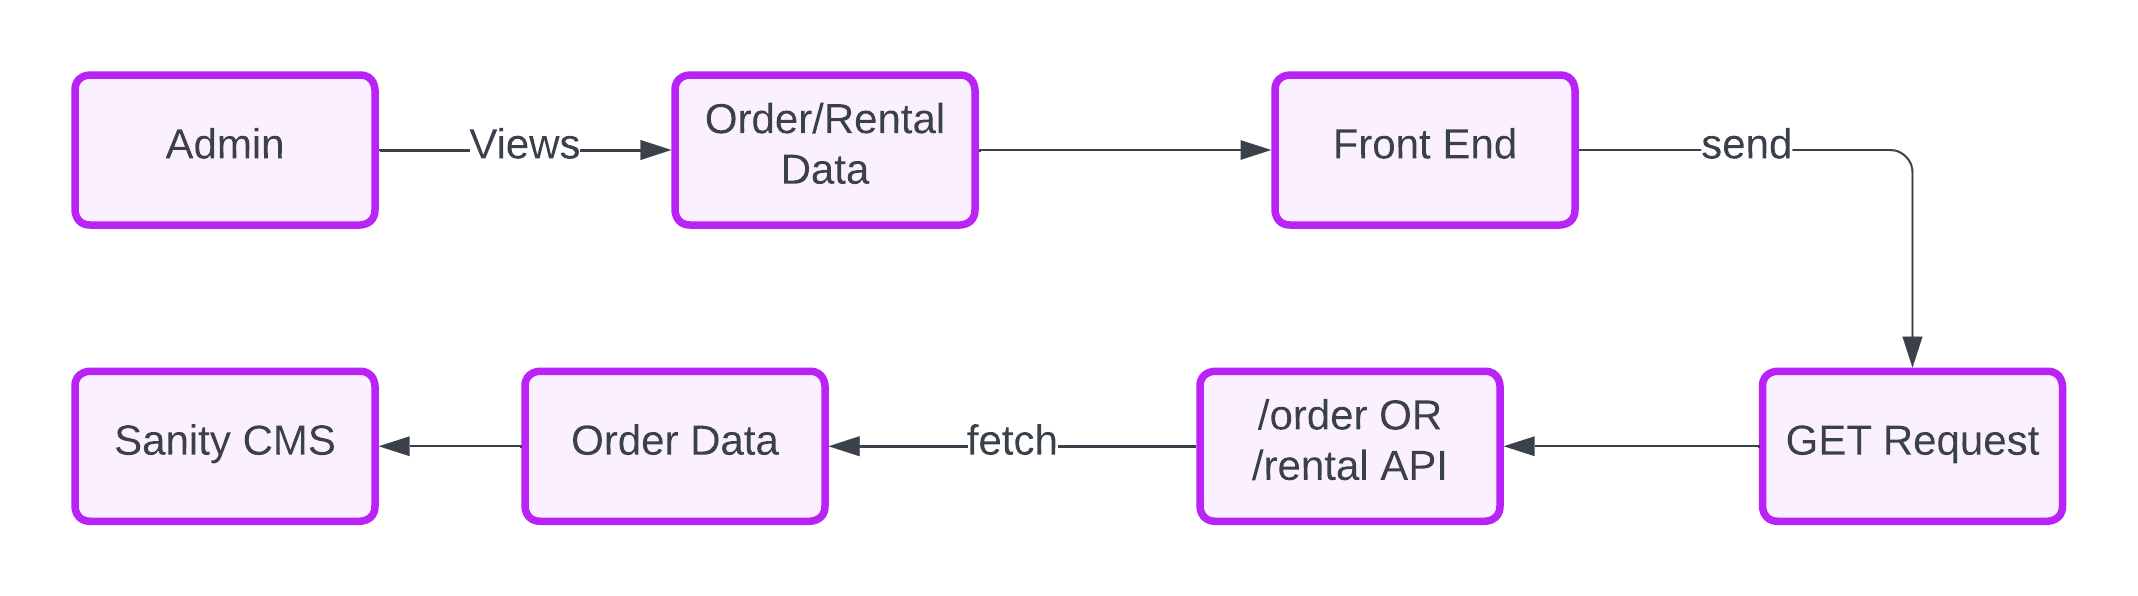 Admin
Views
Order/Rental
Data
Front End
send
Sanity CMS
Order Data
fetch
/order OR
/rental API
GET Request